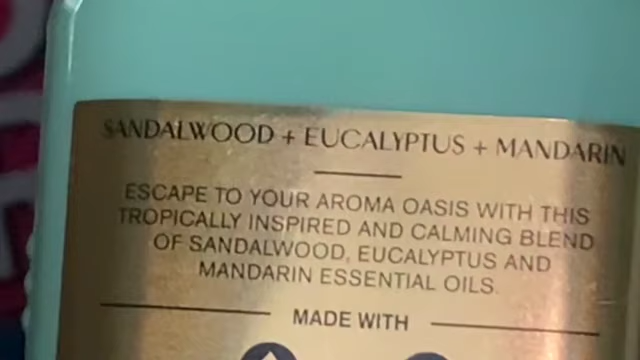 SANDALWOOD + EUCALYPTUS + MANDARIN
ESCAPE TO YOUR AROMA OASIS WITH THIS
TROPICALLY INSPIRED AND CALMING BLEND
OF SANDALWOOD, EUCALYPTUS AND
MANDARIN ESSENTIAL OILS.
MADE WITH